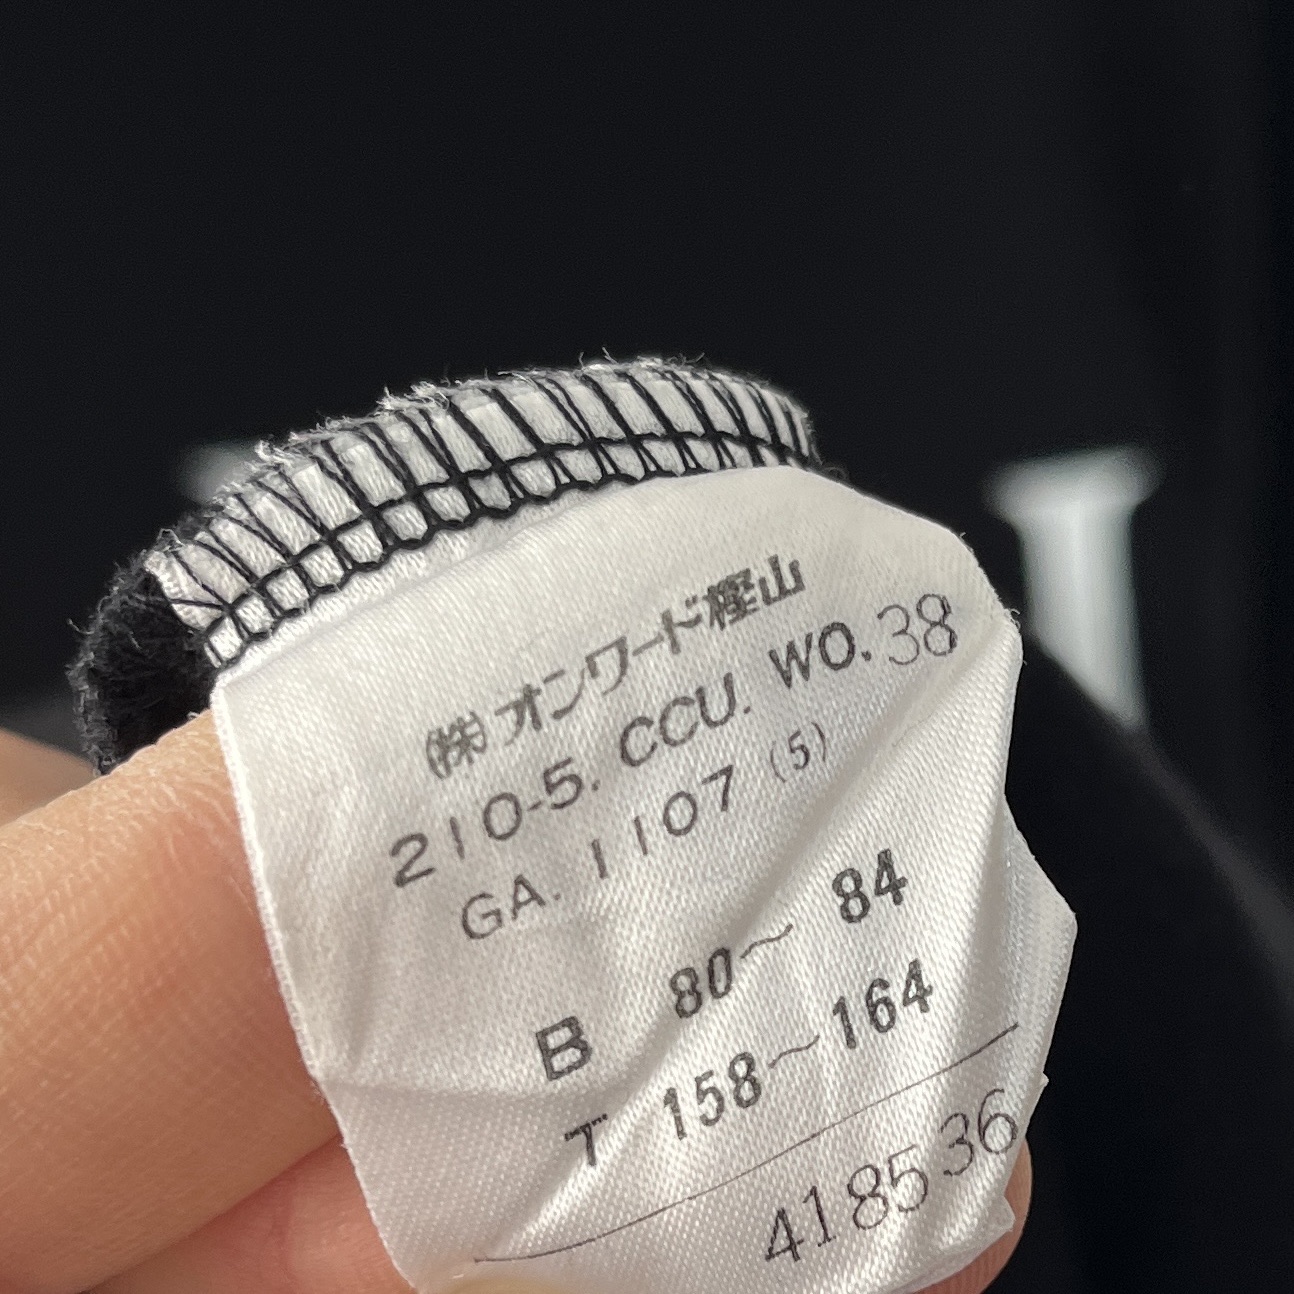 ㈱オンワード樫山
210-5. CCU. WO. 38
GA. 1107 (5)
B 80〜84
T 158〜164
418536